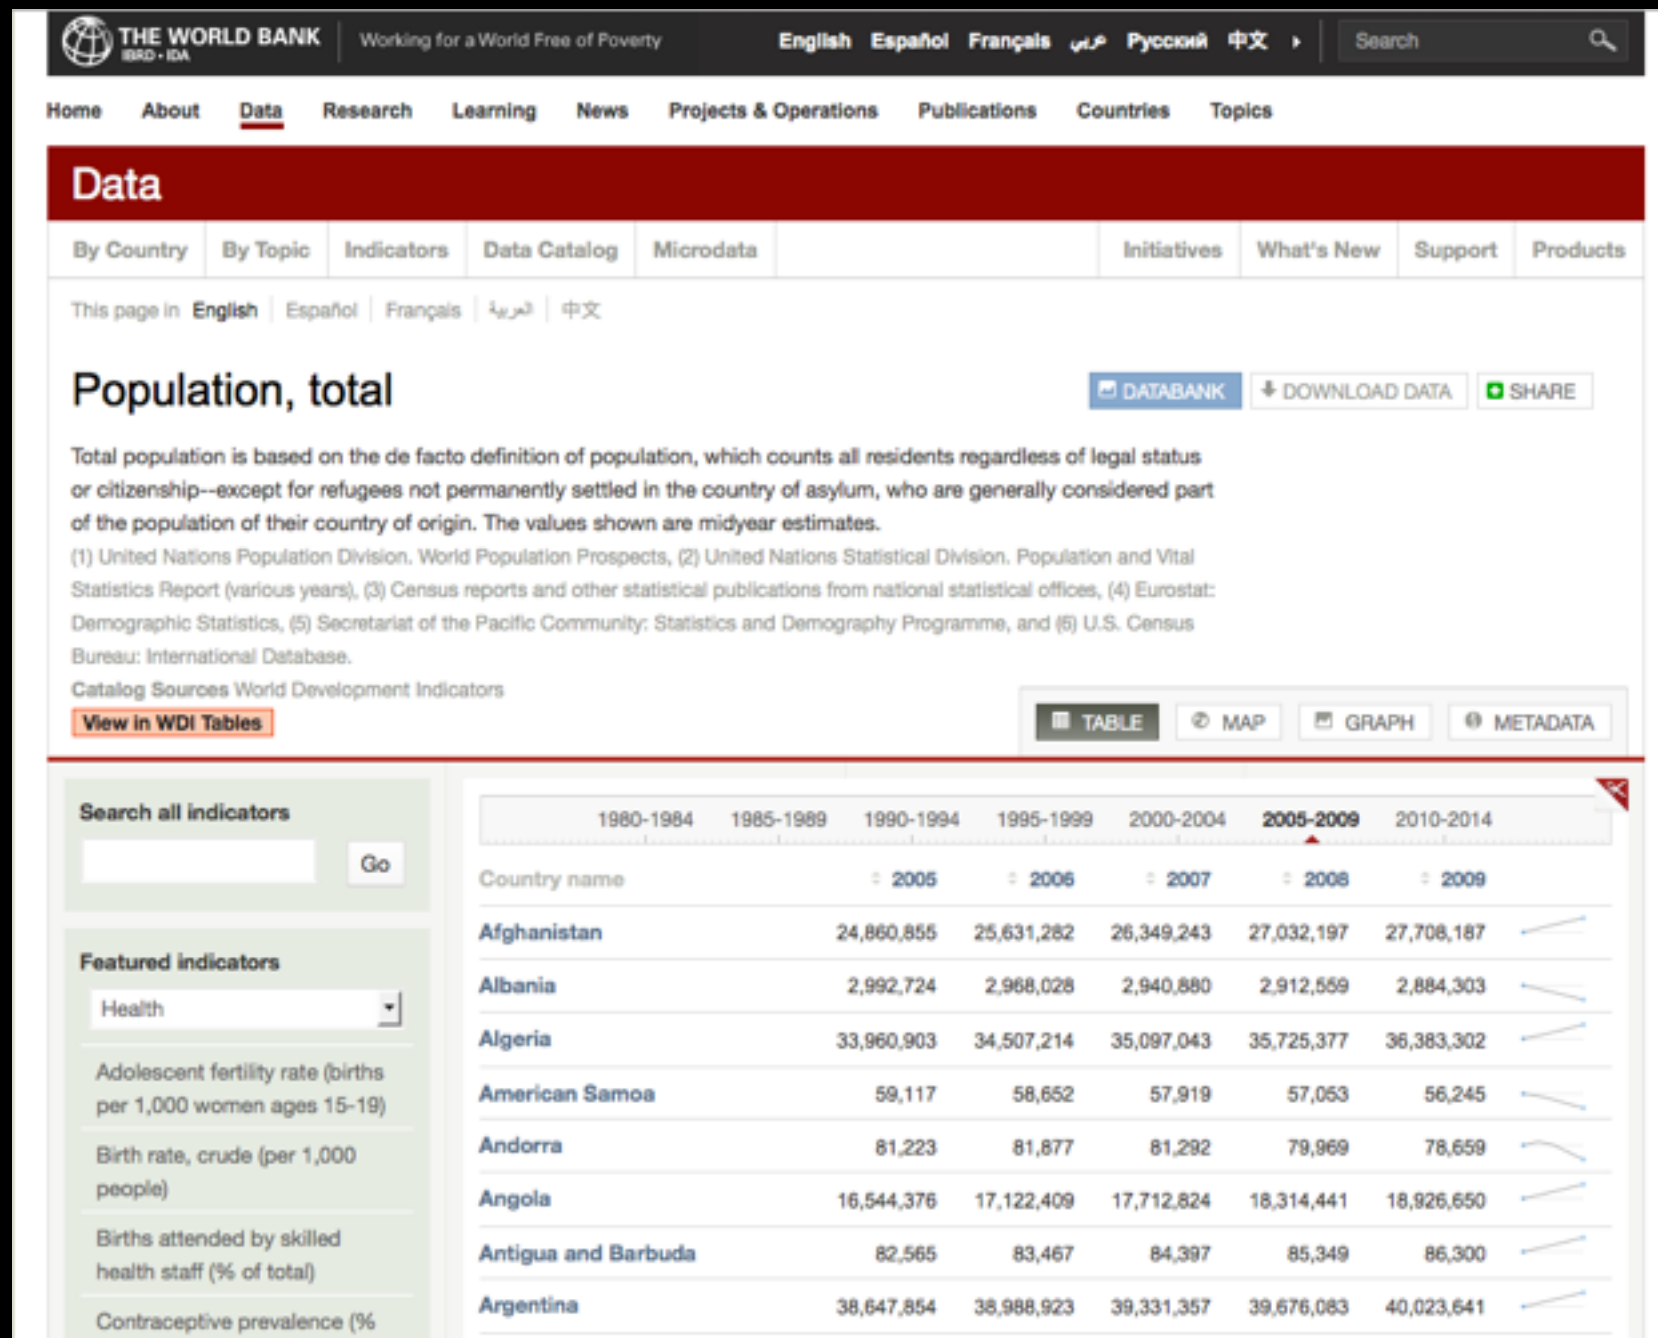 THE WORLD BANK
IBRD • IDA
Working for a World Free of Poverty
English Español Français عربي Русский 中文
Search
Home About Data Research Learning News Projects & Operations Publications Countries Topics
Data
By Country By Topic Indicators Data Catalog Microdata Initiatives What's New Support Products
This page in English Español Français العربية 中文
Population, total
DATABANK DOWNLOAD DATA SHARE
Total population is based on the de facto definition of population, which counts all residents regardless of legal status
or citizenship--except for refugees not permanently settled in the country of asylum, who are generally considered part
of the population of their country of origin. The values shown are midyear estimates.
(1) United Nations Population Division. World Population Prospects, (2) United Nations Statistical Division. Population and Vital
Statistics Report (various years), (3) Census reports and other statistical publications from national statistical offices, (4) Eurostat:
Demographic Statistics, (5) Secretariat of the Pacific Community: Statistics and Demography Programme, and (6) U.S. Census
Bureau: International Database.
Catalog Sources World Development Indicators
View in WDI Tables
TABLE MAP GRAPH METADATA
Search all indicators
Go
Featured indicators
Health
Adolescent fertility rate (births
per 1,000 women ages 15-19)
Birth rate, crude (per 1,000
people)
Births attended by skilled
health staff (% of total)
Contraceptive prevalence (%
1980-1984 1985-1989 1990-1994 1995-1999 2000-2004 2005-2009 2010-2014
Country name 2005 2006 2007 2008 2009
Afghanistan 24,860,855 25,631,282 26,349,243 27,032,197 27,708,187
Albania 2,992,724 2,968,028 2,940,880 2,912,559 2,884,303
Algeria 33,960,903 34,507,214 35,097,043 35,725,377 36,383,302
American Samoa 59,117 58,652 57,919 57,053 56,245
Andorra 81,223 81,877 81,292 79,969 78,659
Angola 16,544,376 17,122,409 17,712,824 18,314,441 18,926,650
Antigua and Barbuda 82,565 83,467 84,397 85,349 86,300
Argentina 38,647,854 38,988,923 39,331,357 39,676,083 40,023,641